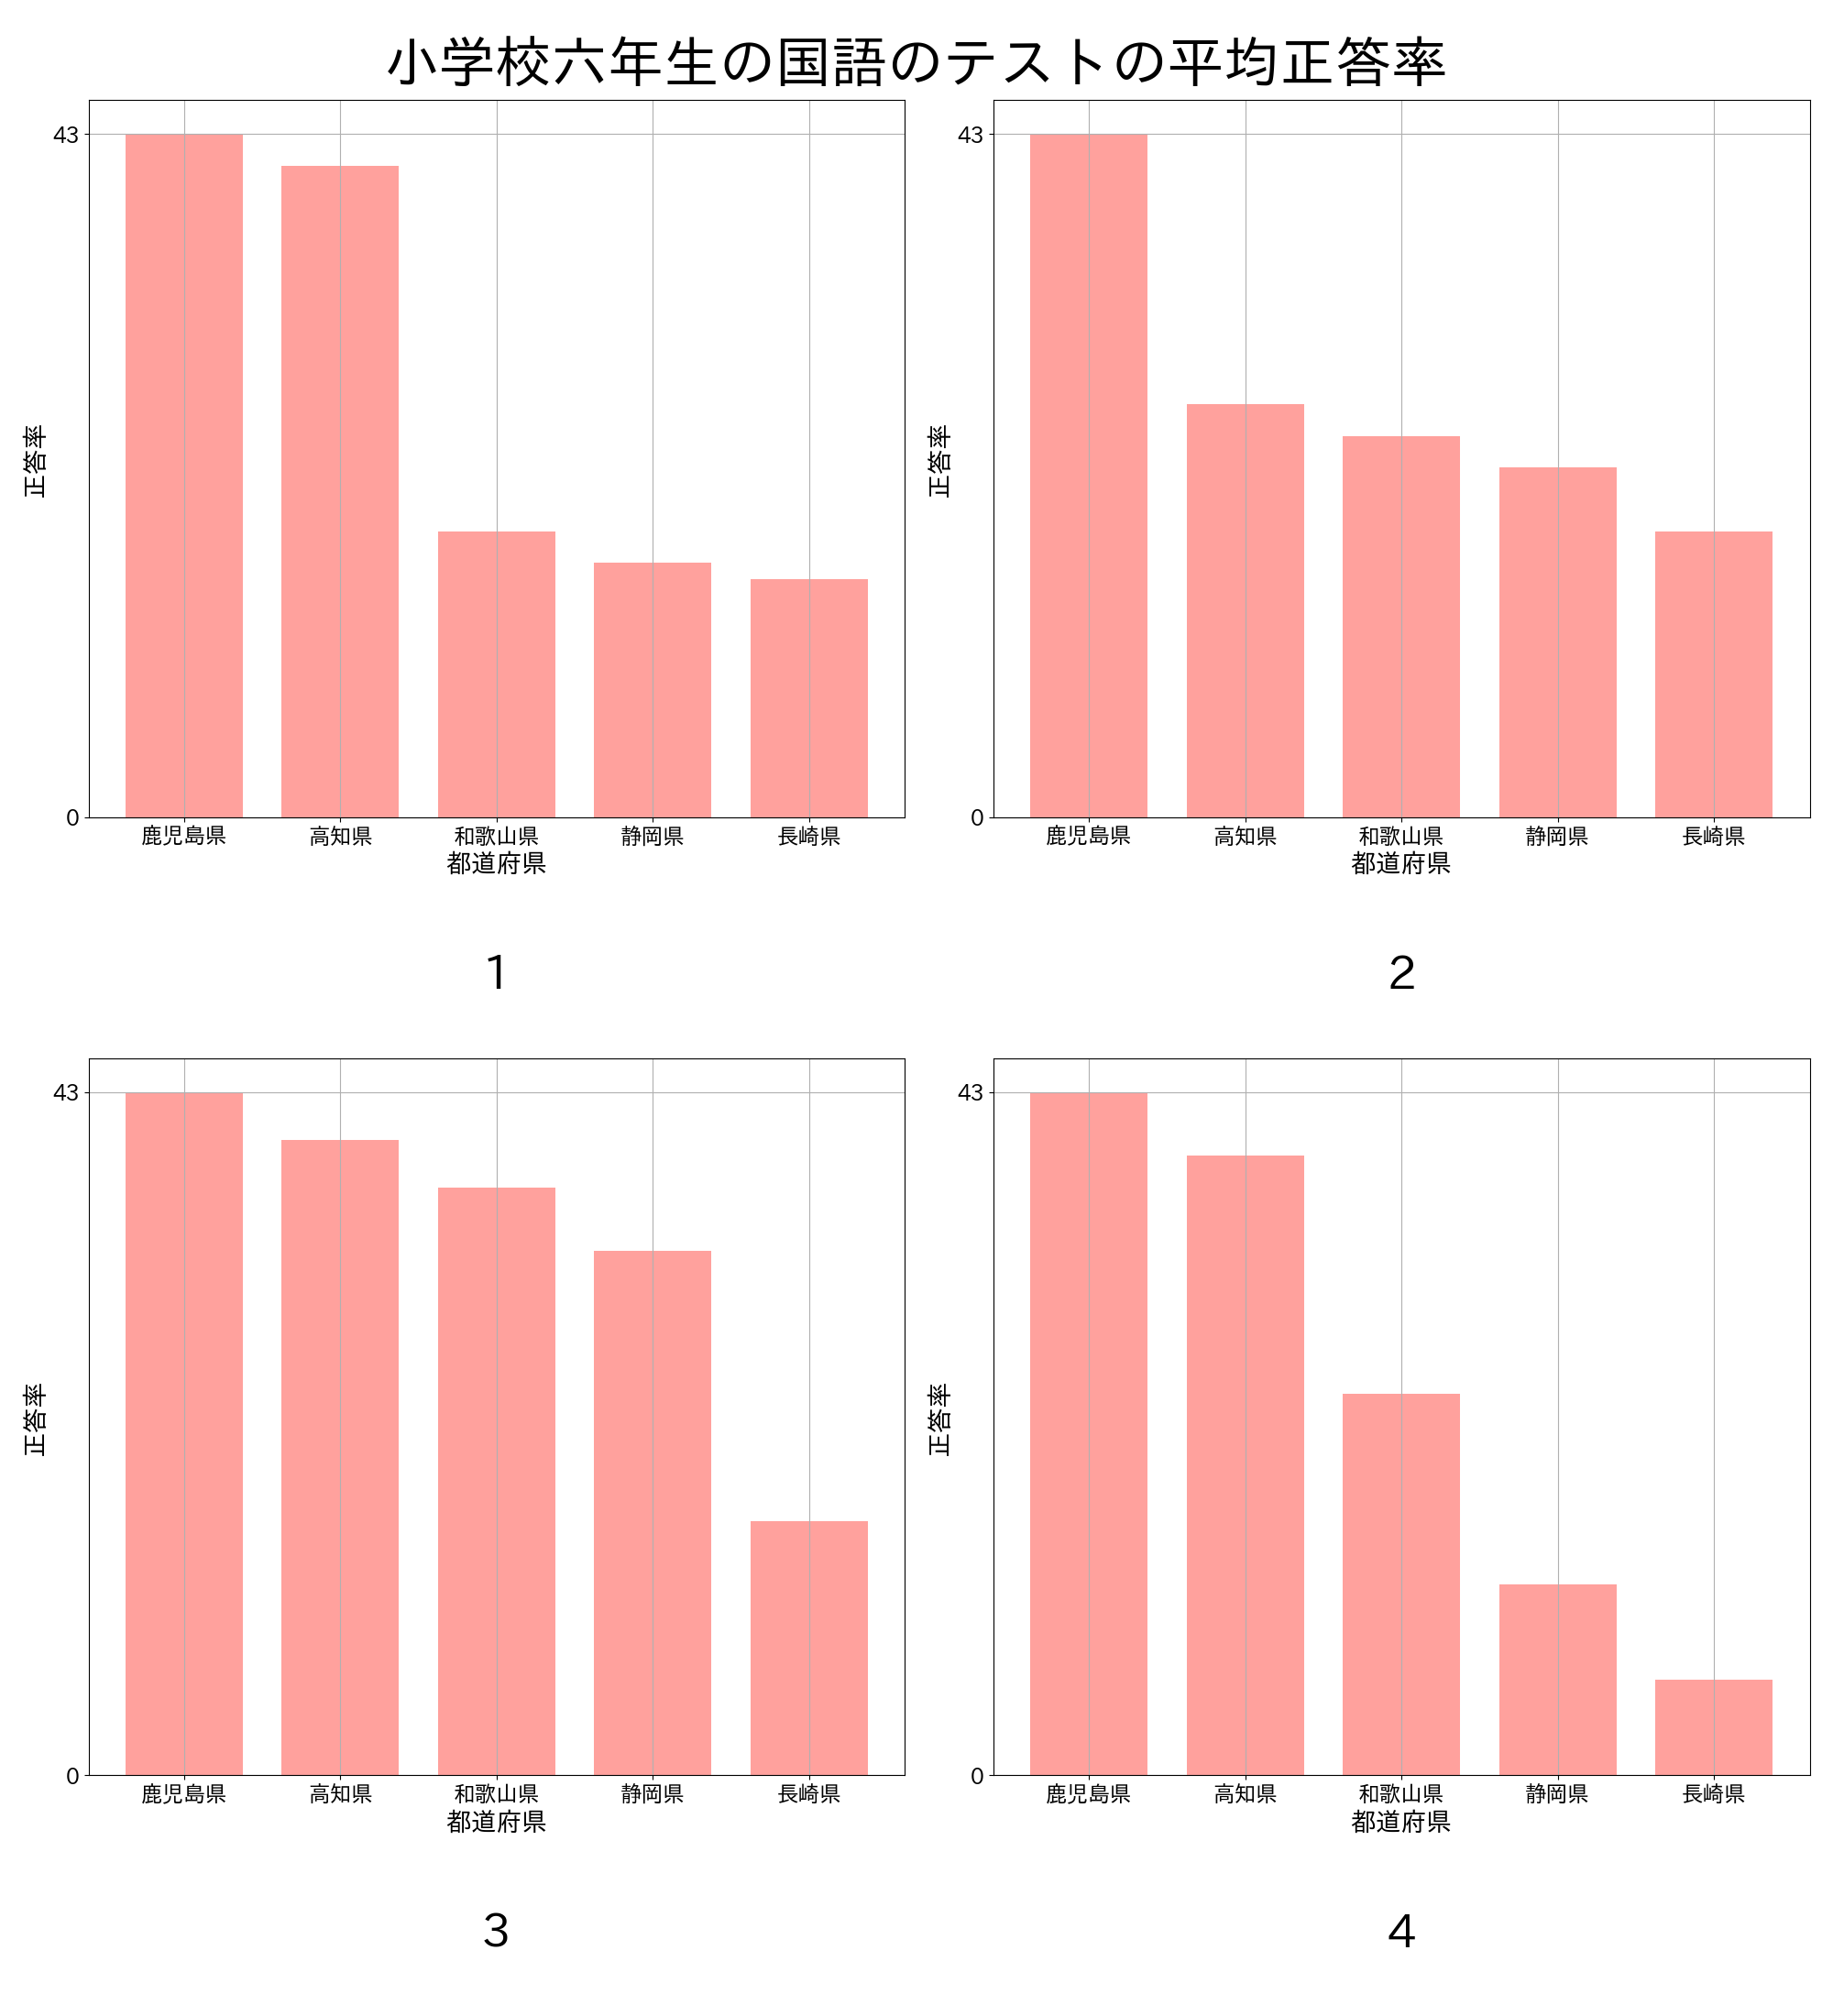 小学校六年生の国語のテストの平均正答率
43
正答率
0
鹿児島県 高知県 和歌山県 静岡県 長崎県
都道府県
1
43
正答率
0
鹿児島県 高知県 和歌山県 静岡県 長崎県
都道府県
2
43
正答率
0
鹿児島県 高知県 和歌山県 静岡県 長崎県
都道府県
3
43
正答率
0
鹿児島県 高知県 和歌山県 静岡県 長崎県
都道府県
4